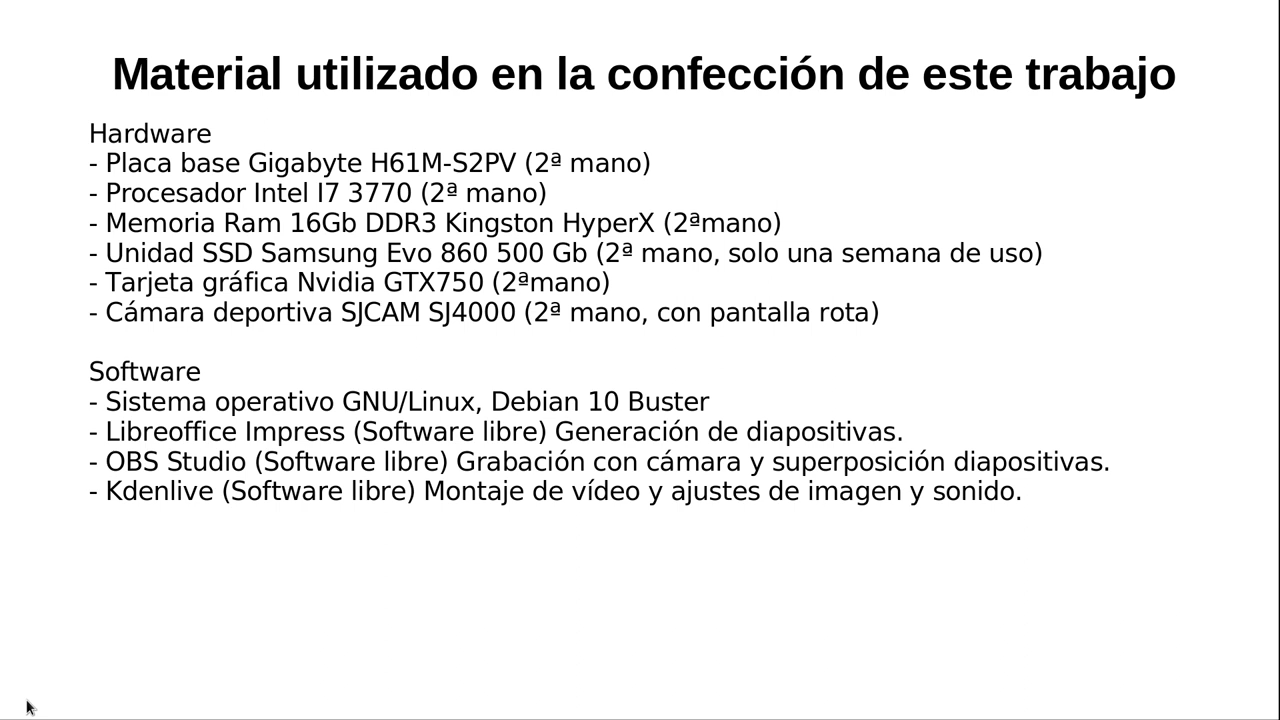 Material utilizado en la confección de este trabajo
Hardware
- Placa base Gigabyte H61M-S2PV (2ª mano)
- Procesador Intel I7 3770 (2ª mano)
- Memoria Ram 16Gb DDR3 Kingston HyperX (2ªmano)
- Unidad SSD Samsung Evo 860 500 Gb (2ª mano, solo una semana de uso)
- Tarjeta gráfica Nvidia GTX750 (2ªmano)
- Cámara deportiva SJCAM SJ4000 (2ª mano, con pantalla rota)
Software
- Sistema operativo GNU/Linux, Debian 10 Buster
- Libreoffice Impress (Software libre) Generación de diapositivas.
- OBS Studio (Software libre) Grabación con cámara y superposición diapositivas.
- Kdenlive (Software libre) Montaje de vídeo y ajustes de imagen y sonido.